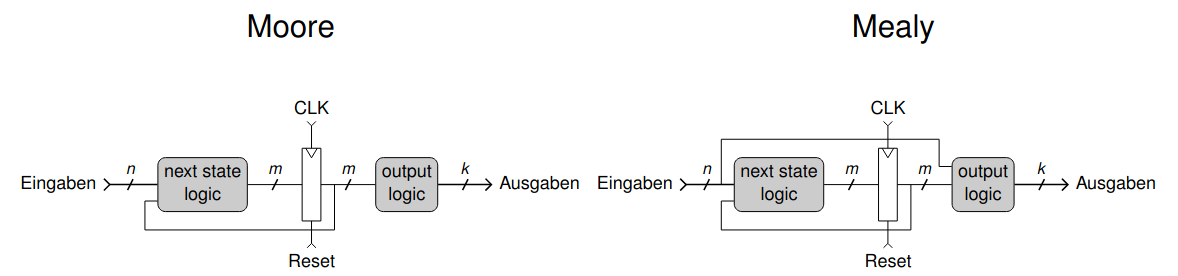 Moore
CLK
Eingaben
n
next state
logic
m
m
output
logic
k
Ausgaben
Reset
Mealy
CLK
Eingaben
n
next state
logic
m
m
output
logic
k
Ausgaben
Reset